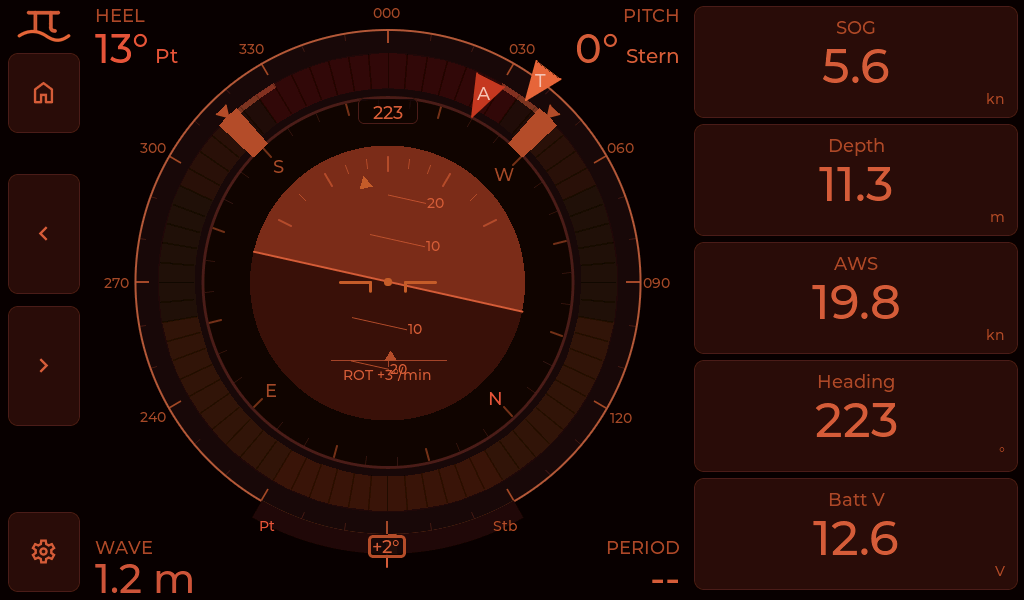 HEEL
13° Pt
PITCH
0° Stern
000
330
030
300
060
270
090
240
120
A
T
223
S
W
E
N
20
10
10
20
ROT +3°/min
Pt
Stb
+2°
WAVE
1.2 m
PERIOD
--
SOG
5.6
kn
Depth
11.3
m
AWS
19.8
kn
Heading
223
°
Batt V
12.6
V